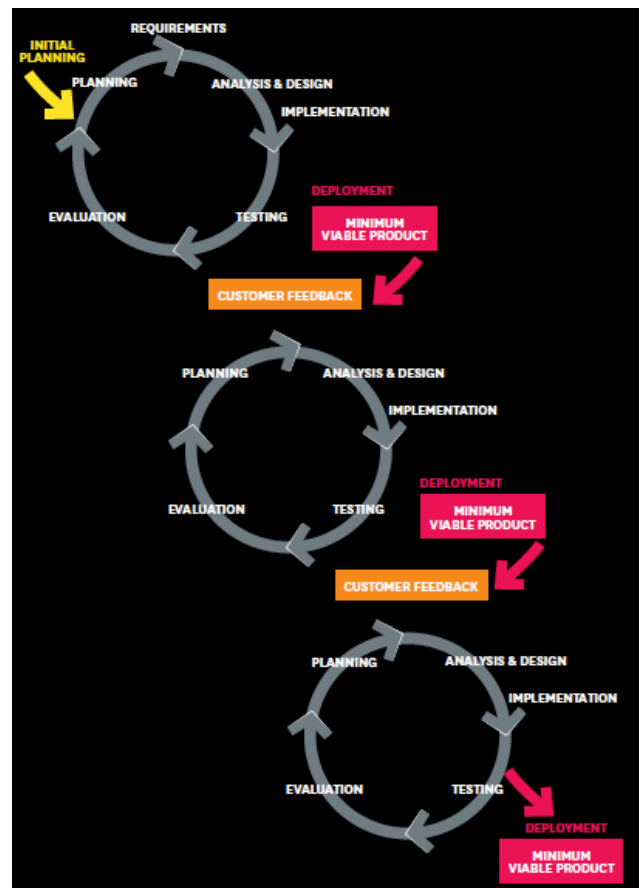 REQUIREMENTS
INITIAL
PLANNING
PLANNING
ANALYSIS & DESIGN
IMPLEMENTATION
EVALUATION
TESTING
DEPLOYMENT
MINIMUM
VIABLE PRODUCT
CUSTOMER FEEDBACK
PLANNING
ANALYSIS & DESIGN
IMPLEMENTATION
EVALUATION
TESTING
DEPLOYMENT
MINIMUM
VIABLE PRODUCT
CUSTOMER FEEDBACK
PLANNING
ANALYSIS & DESIGN
IMPLEMENTATION
EVALUATION
TESTING
DEPLOYMENT
MINIMUM
VIABLE PRODUCT